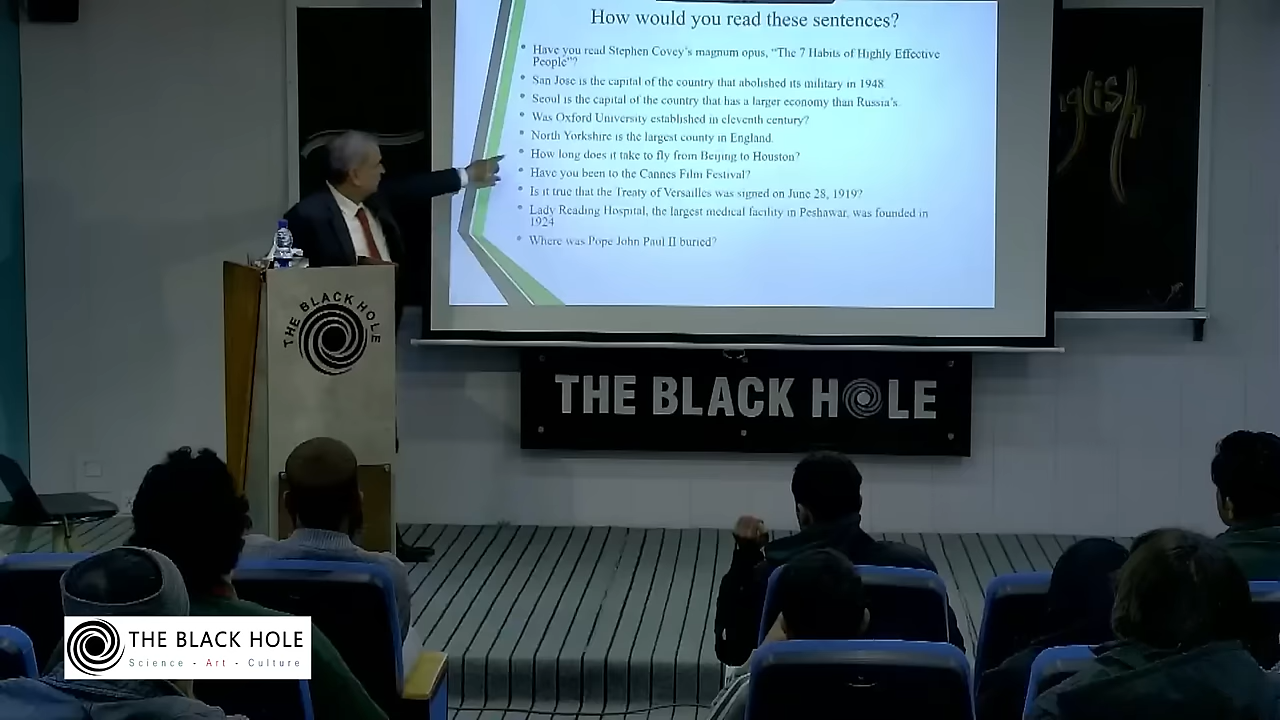 How would you read these sentences?
• Have you read Stephen Covey's magnum opus, "The 7 Habits of Highly Effective
People"?
• San Jose is the capital of the country that abolished its military in 1948
• Seoul is the capital of the country that has a larger economy than Russia's.
• Was Oxford University established in eleventh century?
• North Yorkshire is the largest county in England.
• How long does it take to fly from Beijing to Houston?
• Have you been to the Cannes Film Festival?
• Is it true that the Treaty of Versailles was signed on June 28, 1919?
• Lady Reading Hospital, the largest medical facility in Peshawar, was founded in
1924
• Where was Pope John Paul II buried?
glish
THE BLACK HOLE
THE BLACK HOLE
THE BLACK HOLE
Science - Art - Culture